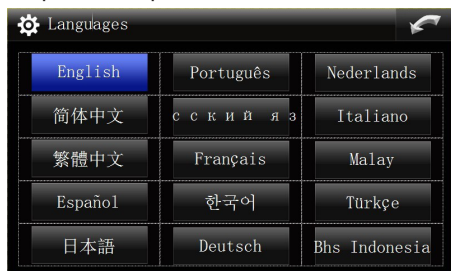 Languages
English Português Nederlands
简体中文 с с к и й я з Italiano
繁體中文 Français Malay
Español 한국어 Türkçe
日本語 Deutsch Bhs Indonesia